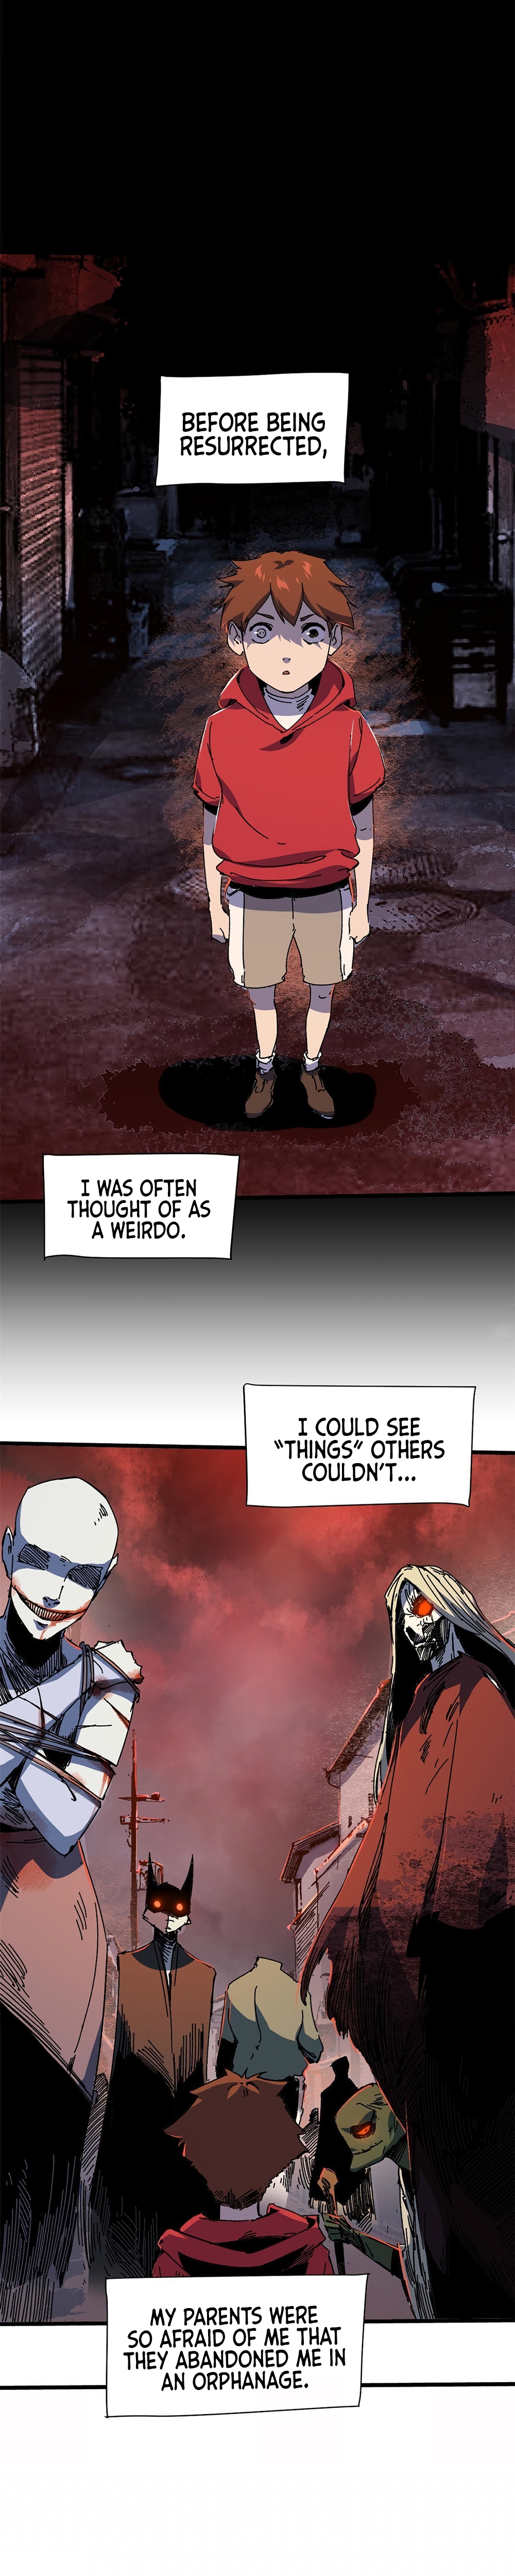 BEFORE BEING
RESURRECTED,
I WAS OFTEN
THOUGHT OF AS
A WEIRDO.
I COULD SEE
"THINGS" OTHERS
COULDN'T...
MY PARENTS WERE
SO AFRAID OF ME THAT
THEY ABANDONED ME IN
AN ORPHANAGE.